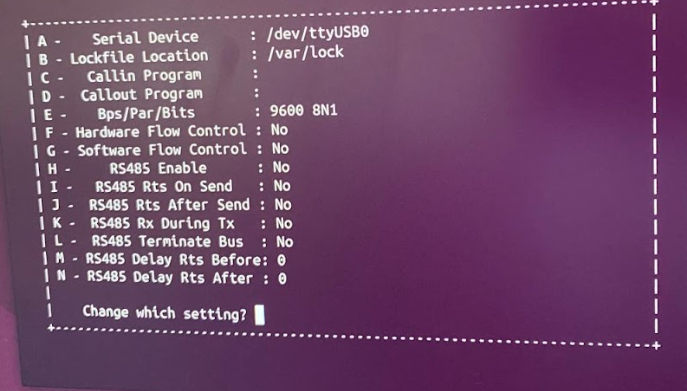 A - Serial Device : /dev/ttyUSB0
B - Lockfile Location : /var/lock
C - Callin Program :
D - Callout Program :
E - Bps/Par/Bits : 9600 8N1
F - Hardware Flow Control : No
G - Software Flow Control : No
H - RS485 Enable : No
I - RS485 Rts On Send : No
J - RS485 Rts After Send : No
K - RS485 Rx During Tx : No
L - RS485 Terminate Bus : No
M - RS485 Delay Rts Before: 0
N - RS485 Delay Rts After : 0
Change which setting?